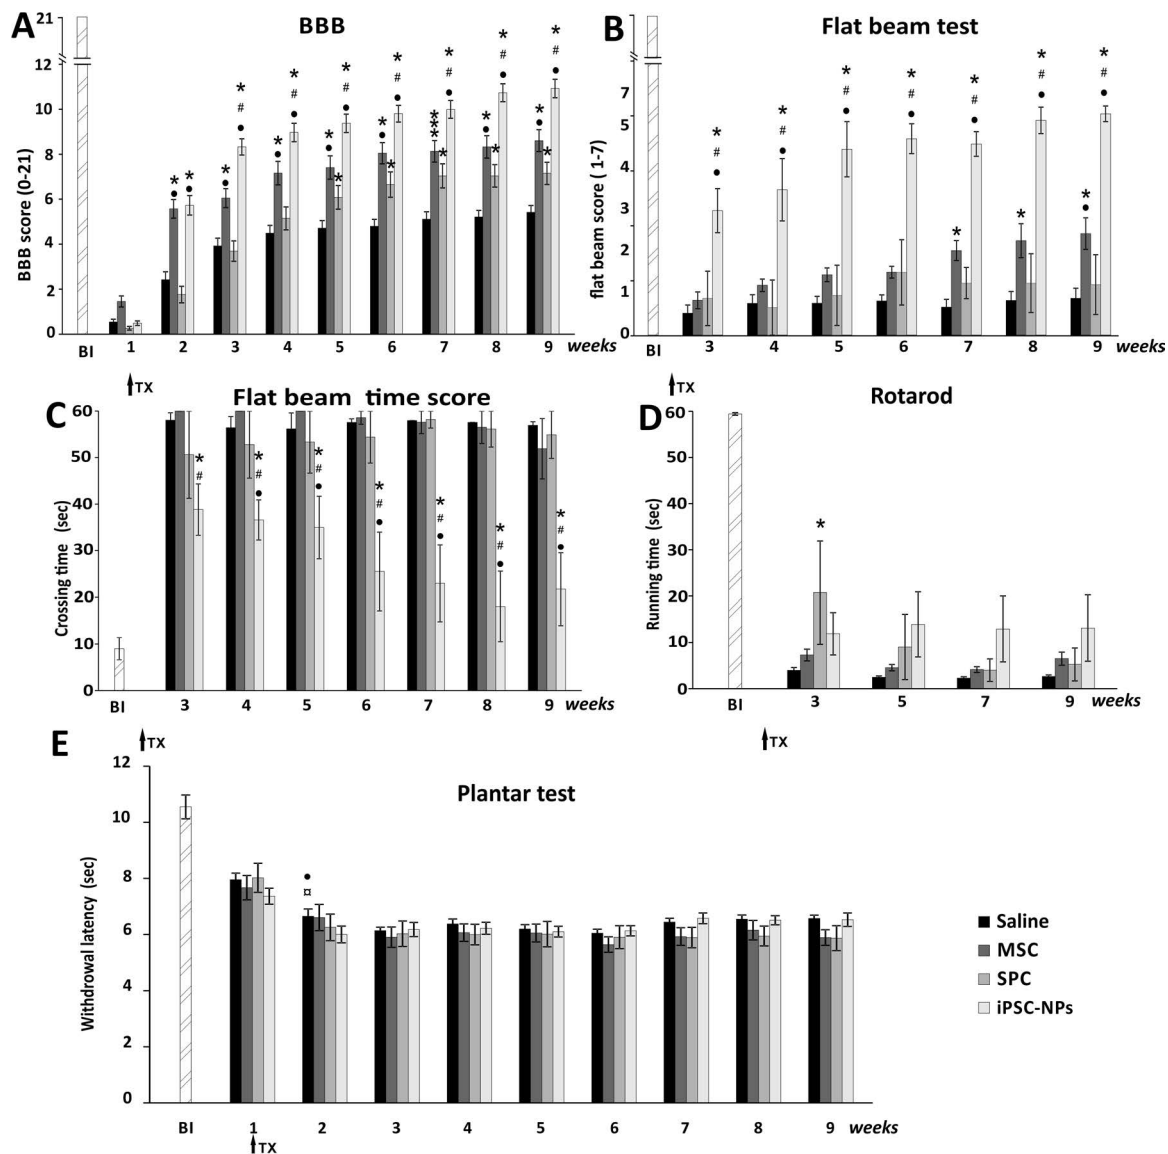 A
BBB
BBB score (0-21)
21
12
10
8
6
4
2
0
BI
1
2
3
4
5
6
7
8
9
weeks
TX
*
#
●
B
Flat beam test
flat beam score ( 1-7)
7
5
4
3
2
1
0
BI
3
4
5
6
7
8
9
weeks
TX
*
#
●
C
Flat beam time score
Crossing time (sec)
60
50
40
30
20
10
0
BI
3
4
5
6
7
8
9
weeks
TX
*
#
●
D
Rotarod
Running time (sec)
60
50
40
30
20
10
0
BI
3
5
7
9
weeks
TX
*
E
Plantar test
Withdrowal latency (sec)
12
10
8
6
4
2
0
BI
1
2
3
4
5
6
7
8
9
weeks
TX
●
¤
Saline
MSC
SPC
iPSC-NPs